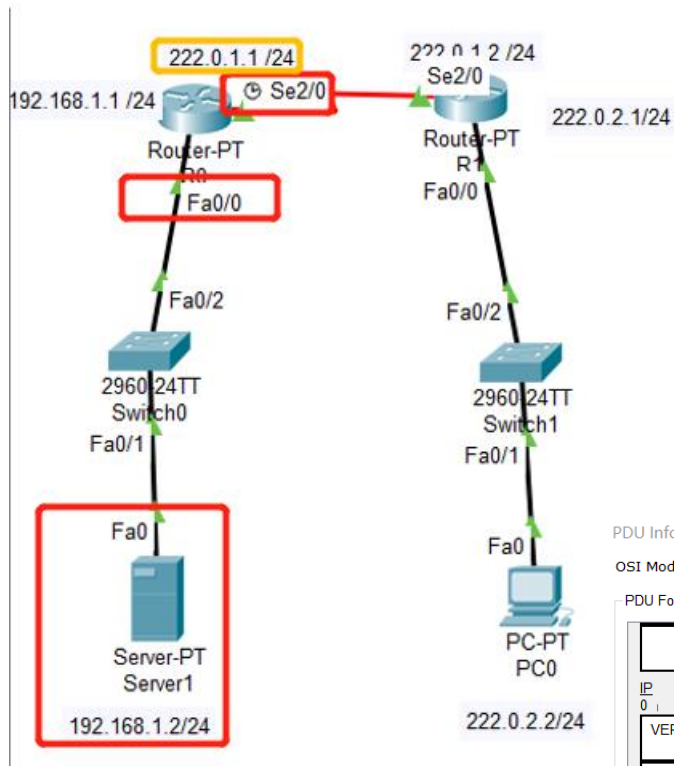 222.0.1.1 /24
222.0.1.2 /24
Se2/0
Se2/0
192.168.1.1 /24
222.0.2.1/24
Router-PT
R0
Router-PT
R1
Fa0/0
Fa0/0
Fa0/2
Fa0/2
2960-24TT
Switch0
2960-24TT
Switch1
Fa0/1
Fa0/1
Fa0
Fa0
PDU Info
OSI Mod
PDU Fo
Server-PT
Server1
PC-PT
PC0
IP
0
VER
192.168.1.2/24
222.0.2.2/24